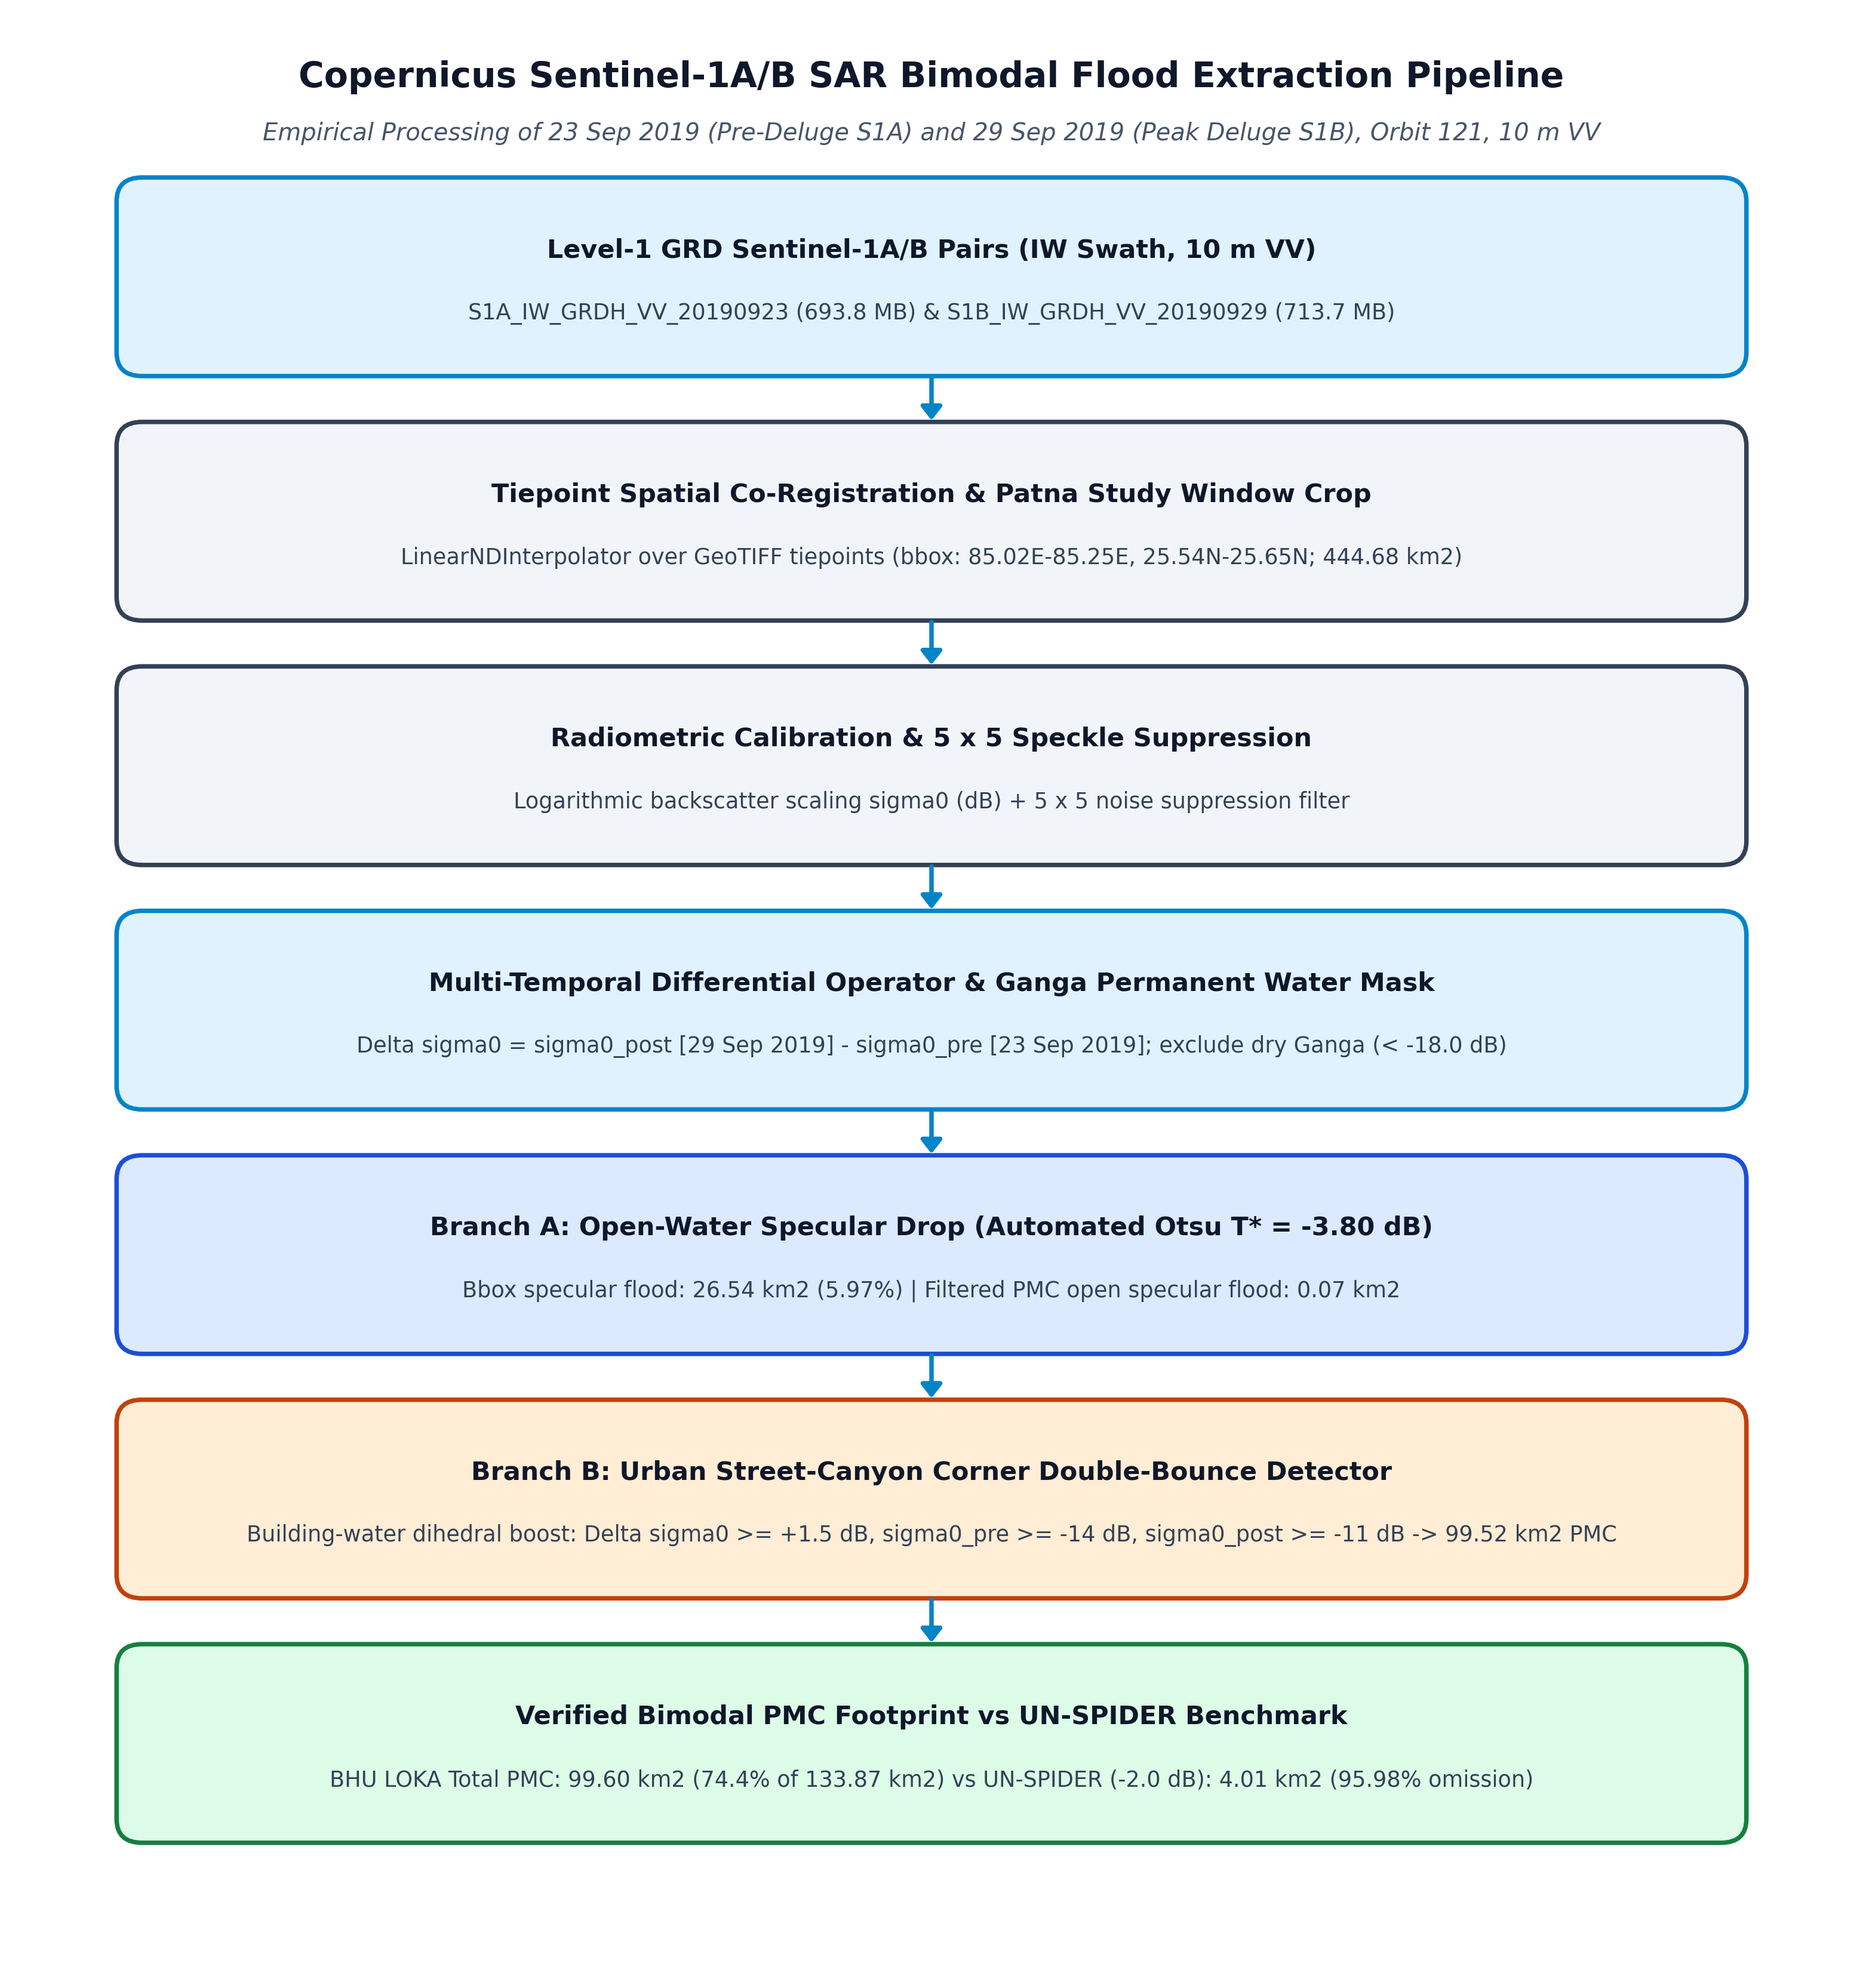 Copernicus Sentinel-1A/B SAR Bimodal Flood Extraction Pipeline
Empirical Processing of 23 Sep 2019 (Pre-Deluge S1A) and 29 Sep 2019 (Peak Deluge S1B), Orbit 121, 10 m VV
Level-1 GRD Sentinel-1A/B Pairs (IW Swath, 10 m VV)
S1A_IW_GRDH_VV_20190923 (693.8 MB) & S1B_IW_GRDH_VV_20190929 (713.7 MB)
Tiepoint Spatial Co-Registration & Patna Study Window Crop
LinearNDInterpolator over GeoTIFF tiepoints (bbox: 85.02E-85.25E, 25.54N-25.65N; 444.68 km2)
Radiometric Calibration & 5 x 5 Speckle Suppression
Logarithmic backscatter scaling sigma0 (dB) + 5 x 5 noise suppression filter
Multi-Temporal Differential Operator & Ganga Permanent Water Mask
Delta sigma0 = sigma0_post [29 Sep 2019] - sigma0_pre [23 Sep 2019]; exclude dry Ganga (< -18.0 dB)
Branch A: Open-Water Specular Drop (Automated Otsu T* = -3.80 dB)
Bbox specular flood: 26.54 km2 (5.97%) | Filtered PMC open specular flood: 0.07 km2
Branch B: Urban Street-Canyon Corner Double-Bounce Detector
Building-water dihedral boost: Delta sigma0 >= +1.5 dB, sigma0_pre >= -14 dB, sigma0_post >= -11 dB -> 99.52 km2 PMC
Verified Bimodal PMC Footprint vs UN-SPIDER Benchmark
BHU LOKA Total PMC: 99.60 km2 (74.4% of 133.87 km2) vs UN-SPIDER (-2.0 dB): 4.01 km2 (95.98% omission)